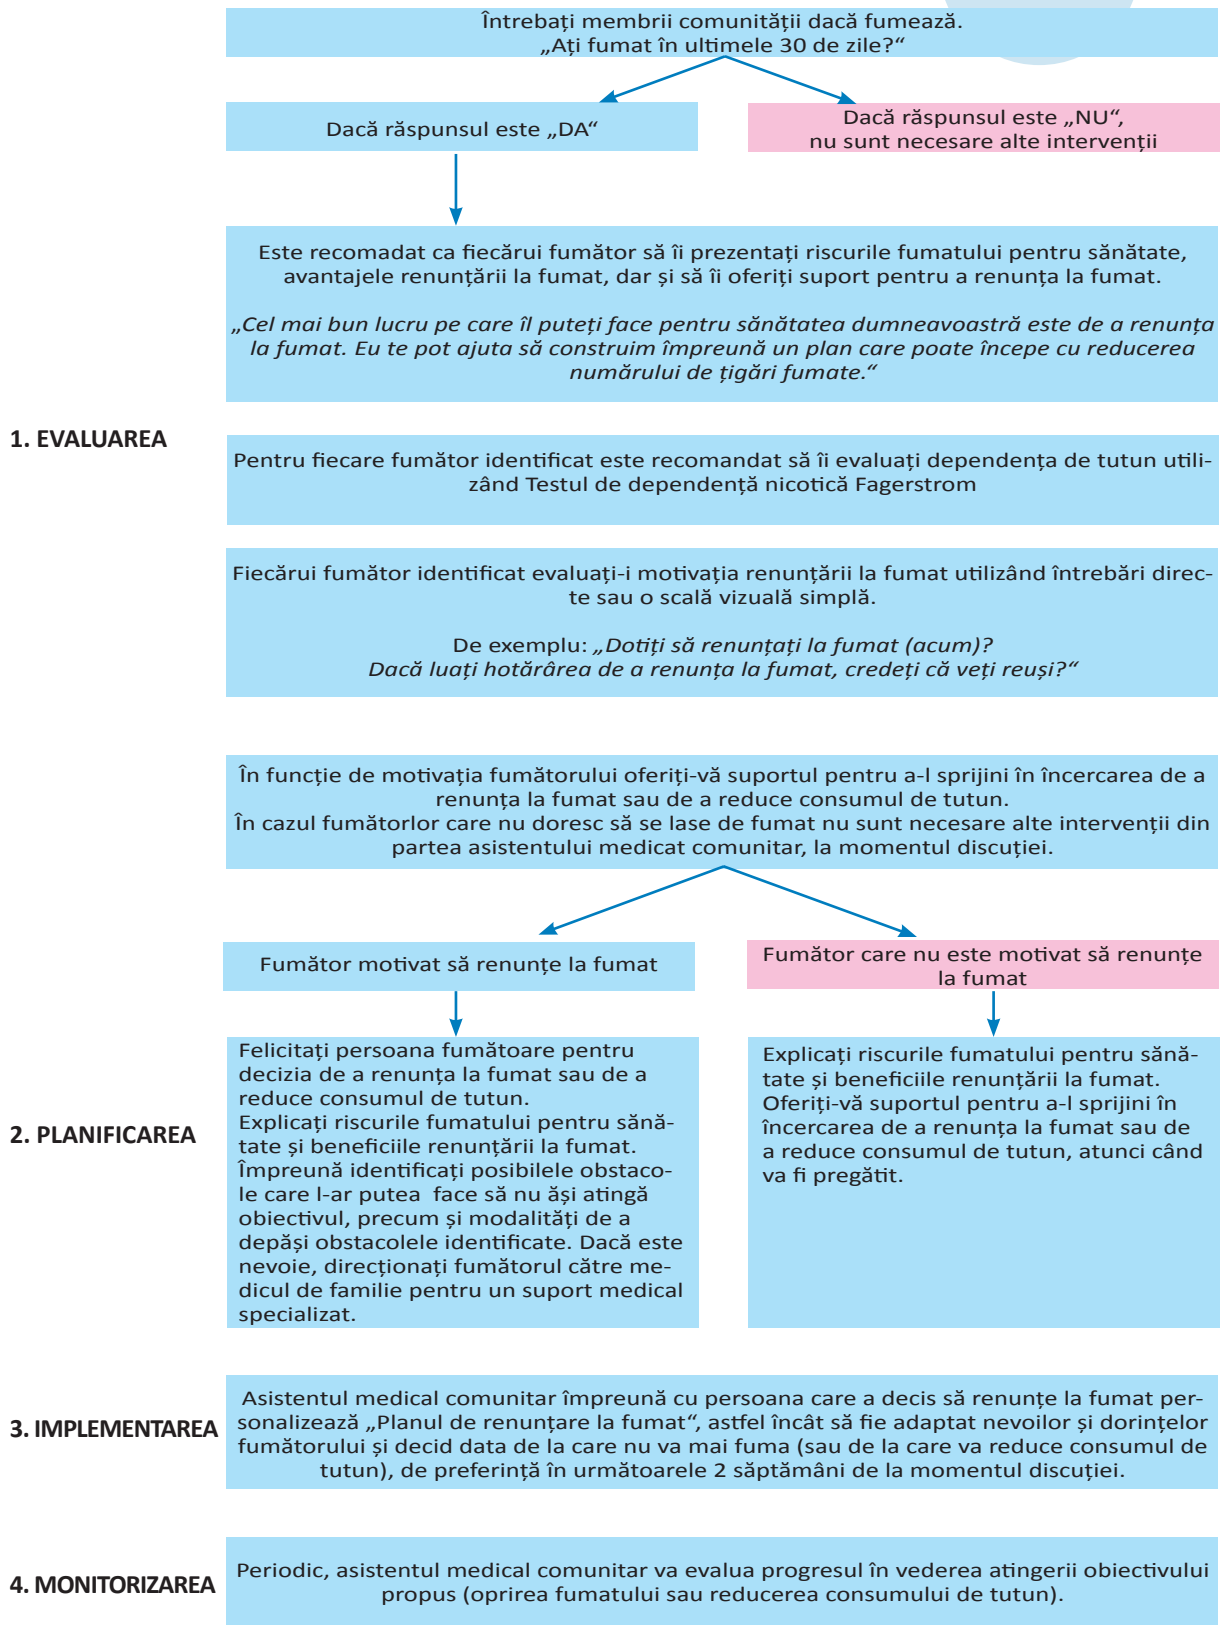 Întrebați membrii comunității dacă fumează.
„Ați fumat în ultimele 30 de zile?“
Dacă răspunsul este „DA“
Dacă răspunsul este „NU“,
nu sunt necesare alte intervenții
Este recomadat ca fiecărui fumător să îi prezentați riscurile fumatului pentru sănătate,
avantajele renunțării la fumat, dar și să îi oferiți suport pentru a renunța la fumat.
„Cel mai bun lucru pe care îl puteți face pentru sănătatea dumneavoastră este de a renunța
la fumat. Eu te pot ajuta să construim împreună un plan care poate începe cu reducerea
numărului de țigări fumate.“
1. EVALUAREA
Pentru fiecare fumător identificat este recomandat să îi evaluați dependența de tutun utili-
zând Testul de dependență nicotică Fagerstrom
Fiecărui fumător identificat evaluați-i motivația renunțării la fumat utilizând întrebări direc-
te sau o scală vizuală simplă.
De exemplu: „Dotiți să renunțați la fumat (acum)?
Dacă luați hotărârea de a renunța la fumat, credeți că veți reuși?“
În funcție de motivația fumătorului oferiți-vă suportul pentru a-l sprijini în încercarea de a
renunța la fumat sau de a reduce consumul de tutun.
În cazul fumătorlor care nu doresc să se lase de fumat nu sunt necesare alte intervenții din
partea asistentului medicat comunitar, la momentul discuției.
Fumător motivat să renunțe la fumat
Fumător care nu este motivat să renunțe
la fumat
2. PLANIFICAREA
Felicitați persoana fumătoare pentru
decizia de a renunța la fumat sau de a
reduce consumul de tutun.
Explicați riscurile fumatului pentru sănă-
tate și beneficiile renunțării la fumat.
Împreună identificați posibilele obstaco-
le care l-ar putea  face să nu ăși atingă
obiectivul, precum și modalități de a
depăși obstacolele identificate. Dacă este
nevoie, direcționați fumătorul către me-
dicul de familie pentru un suport medical
specializat.
Explicați riscurile fumatului pentru sănă-
tate și beneficiile renunțării la fumat.
Oferiți-vă suportul pentru a-l sprijini în
încercarea de a renunța la fumat sau de
a reduce consumul de tutun, atunci când
va fi pregătit.
3. IMPLEMENTAREA
Asistentul medical comunitar împreună cu persoana care a decis să renunțe la fumat per-
sonalizează „Planul de renunțare la fumat“, astfel încât să fie adaptat nevoilor și dorințelor
fumătorului și decid data de la care nu va mai fuma (sau de la care va reduce consumul de
tutun), de preferință în următoarele 2 săptămâni de la momentul discuției.
4. MONITORIZAREA
Periodic, asistentul medical comunitar va evalua progresul în vederea atingerii obiectivului
propus (oprirea fumatului sau reducerea consumului de tutun).